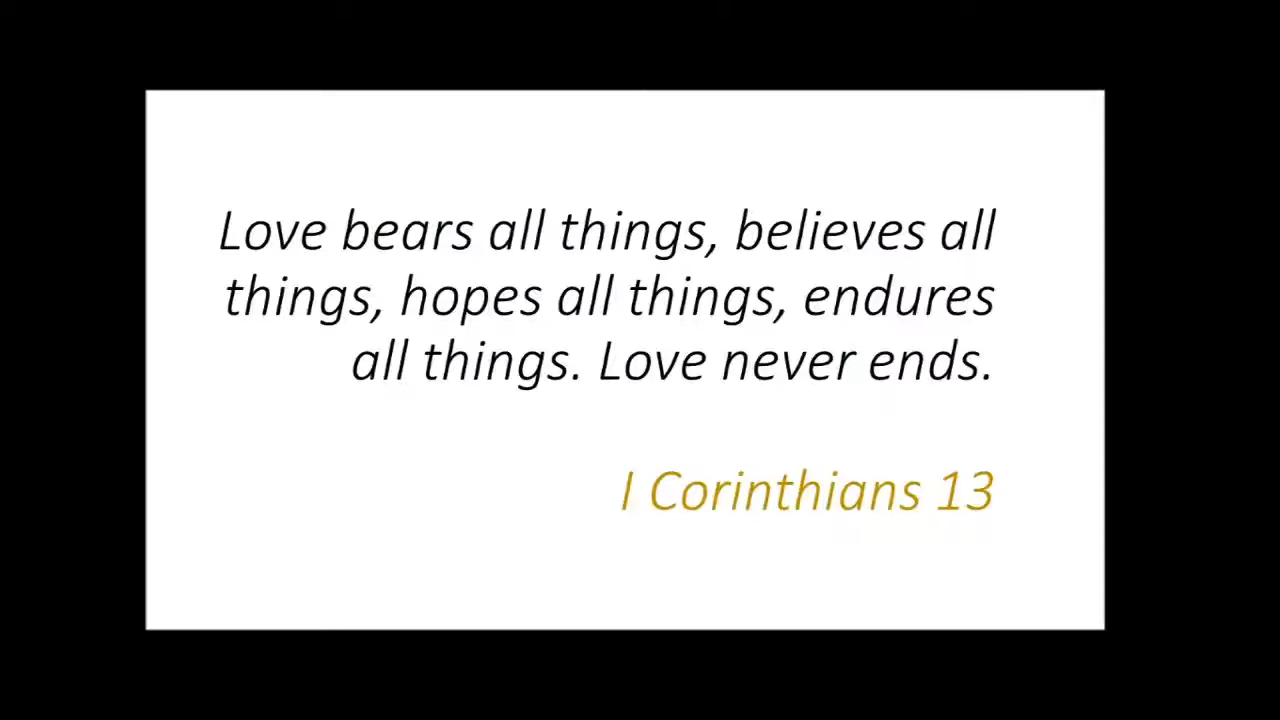 Love bears all things, believes all
things, hopes all things, endures
all things. Love never ends.
I Corinthians 13